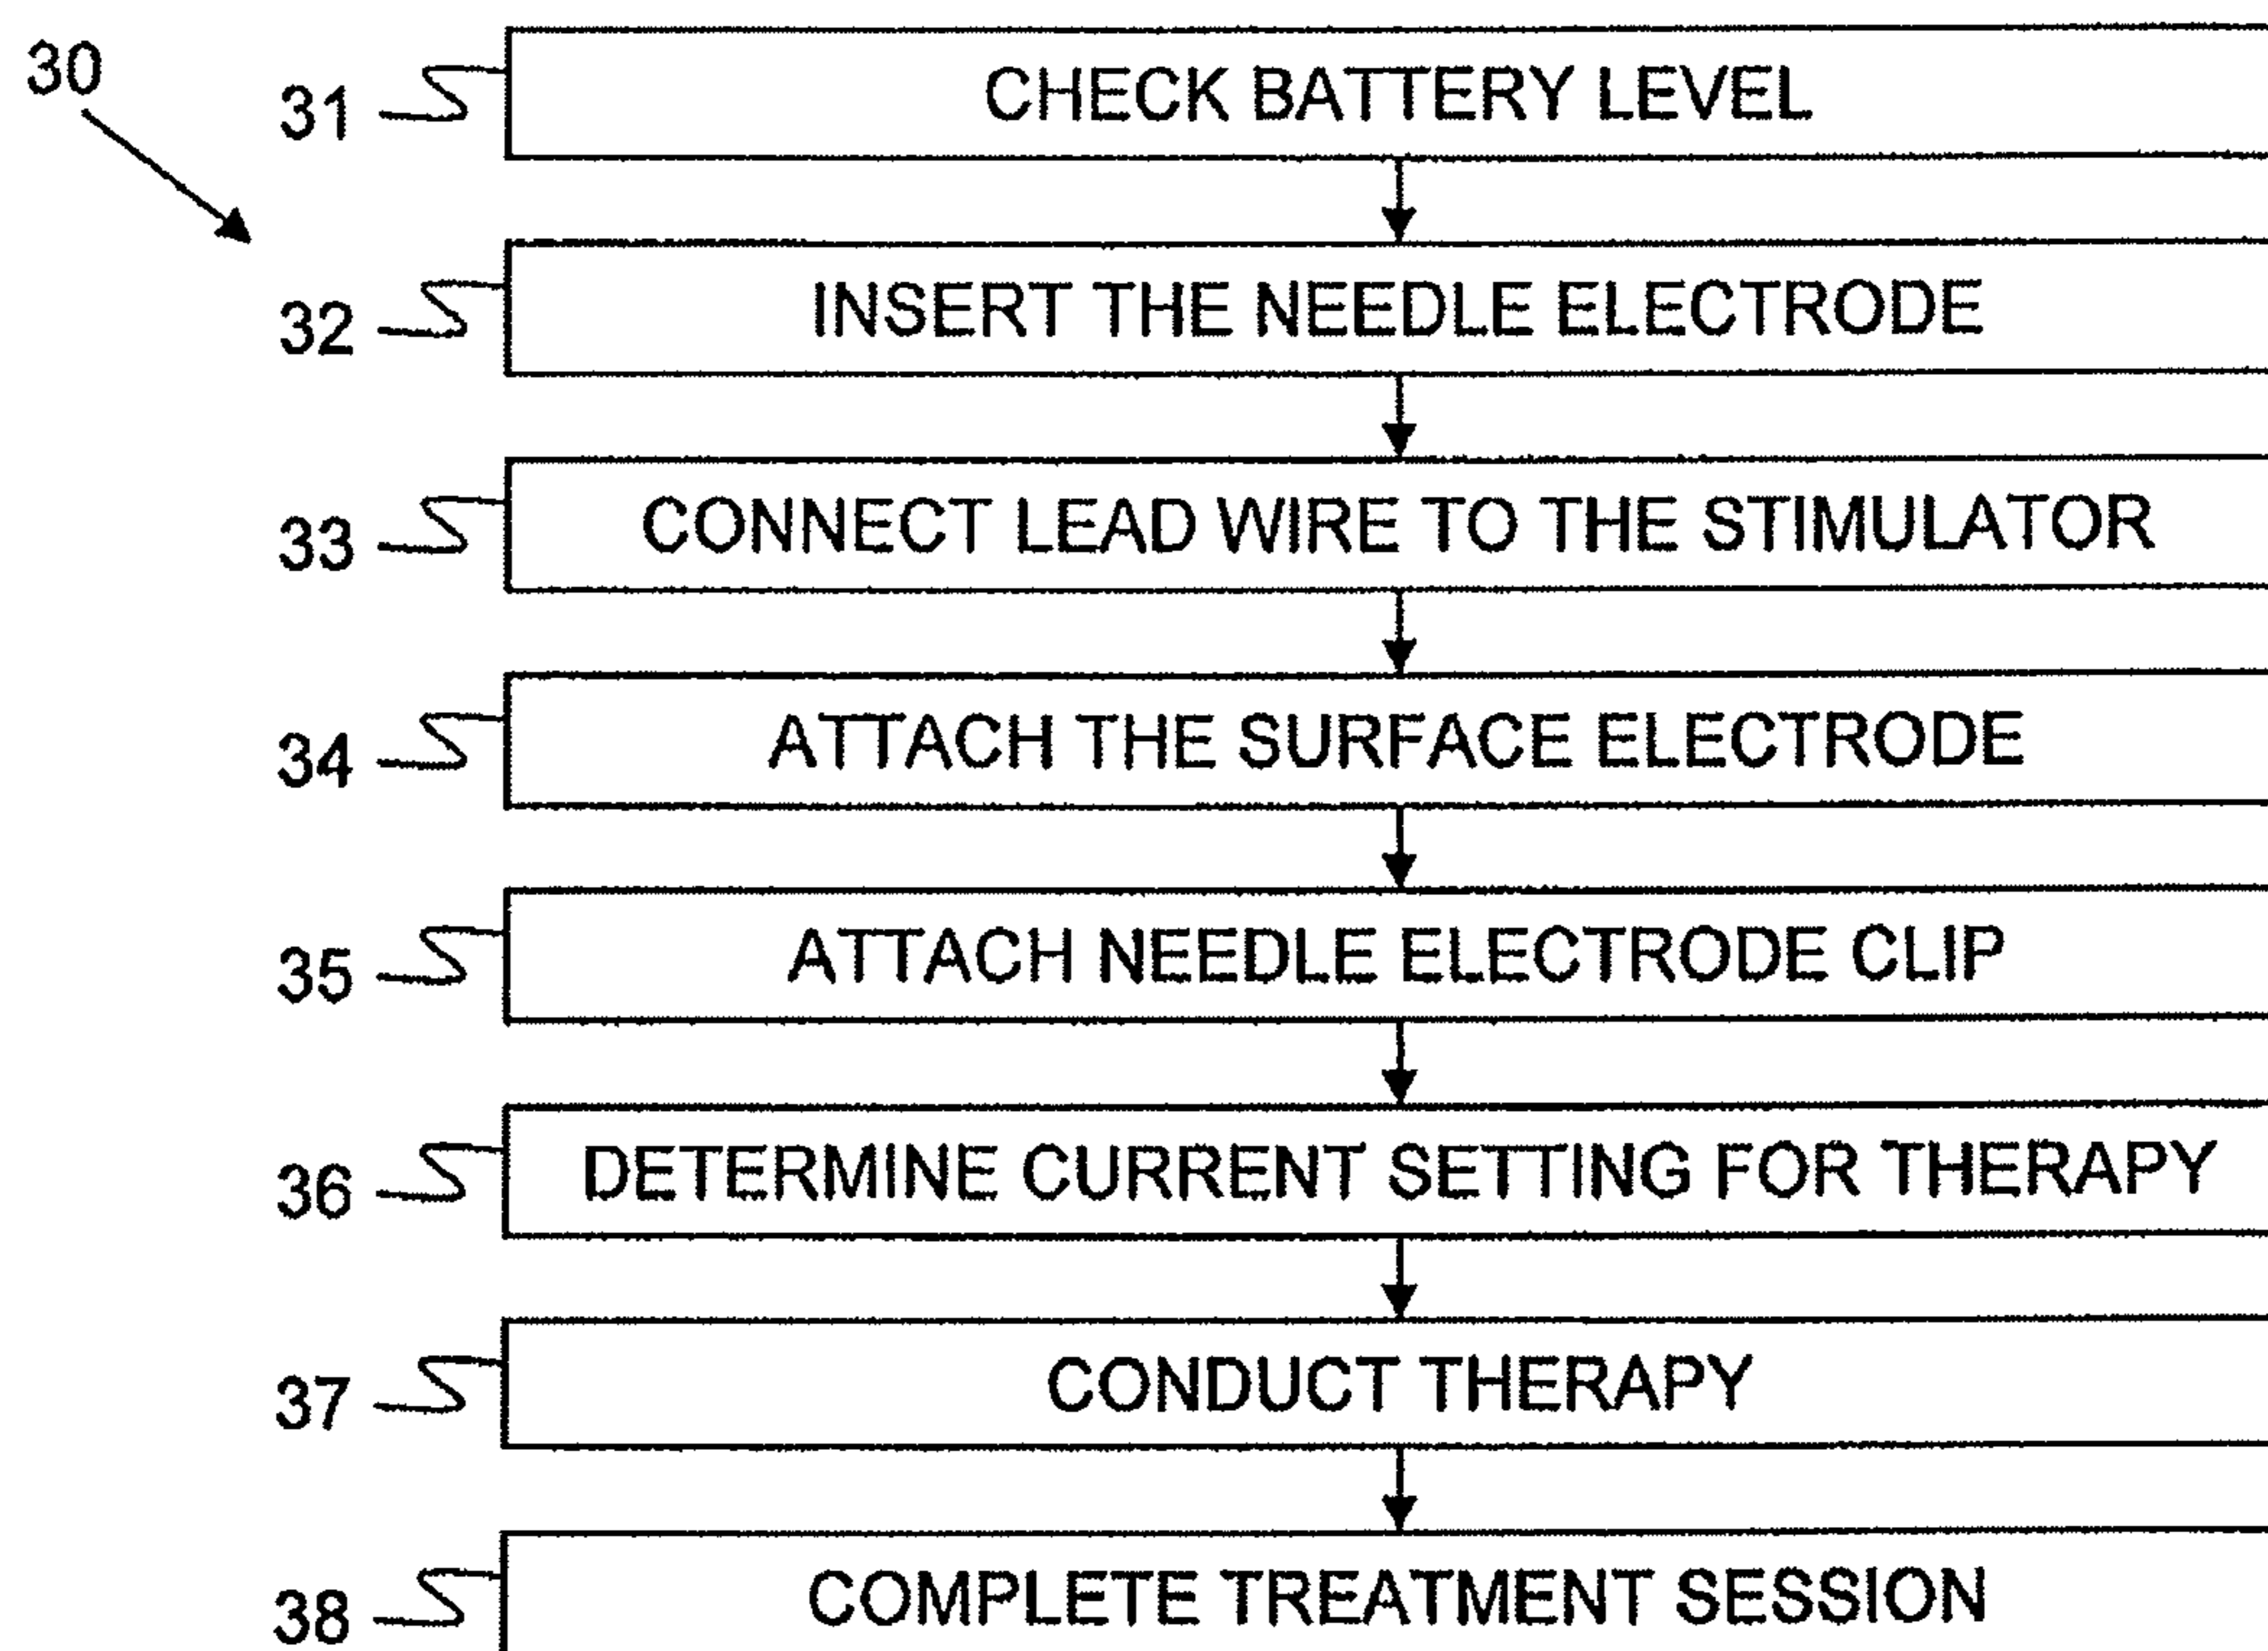 30
31 CHECK BATTERY LEVEL
32 INSERT THE NEEDLE ELECTRODE
33 CONNECT LEAD WIRE TO THE STIMULATOR
34 ATTACH THE SURFACE ELECTRODE
35 ATTACH NEEDLE ELECTRODE CLIP
36 DETERMINE CURRENT SETTING FOR THERAPY
37 CONDUCT THERAPY
38 COMPLETE TREATMENT SESSION